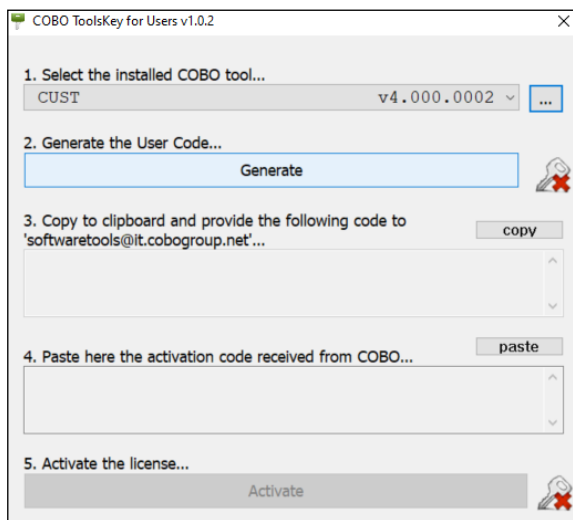 COBO ToolsKey for Users v1.0.2
1. Select the installed COBO tool...
CUST v4.000.0002 ...
2. Generate the User Code...
Generate
3. Copy to clipboard and provide the following code to
'softwaretools@it.cobogroup.net'...
copy
4. Paste here the activation code received from COBO...
paste
5. Activate the license...
Activate